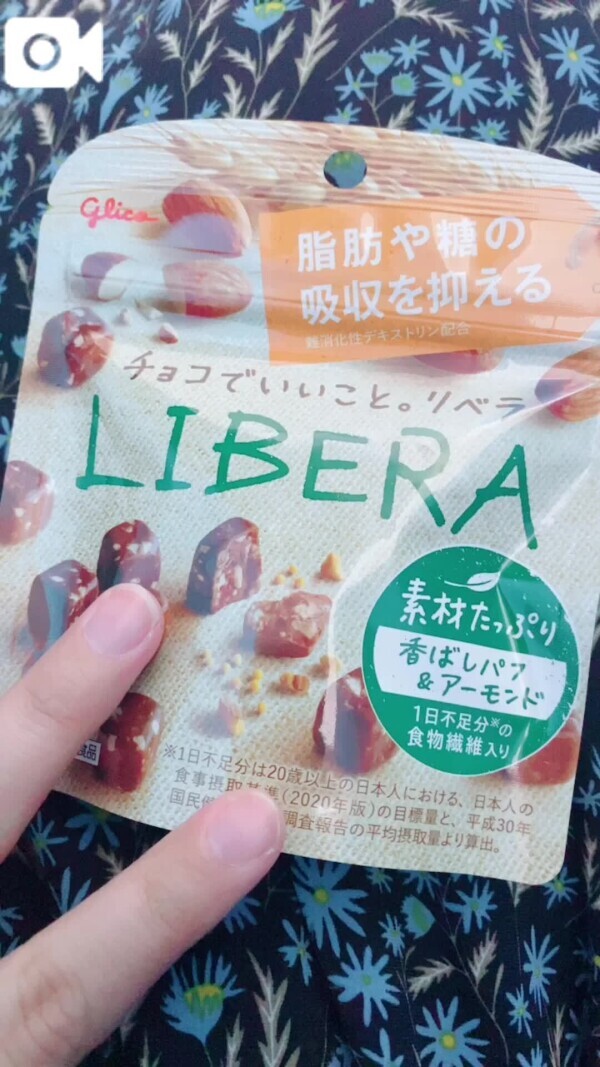 Glico
脂肪や糖の
吸収を抑える
難消化性デキストリン配合
チョコでいいこと。リベラ
LIBERA
素材たっぷり
香ばしパフ
&アーモンド
1日不足分※の
食物繊維入り
食品
※1日不足分は20歳以上の日本人における、日本人の
食事摂取基準(2020年版)の目標量と、平成30年
国民 調査報告の平均摂取量より算出。